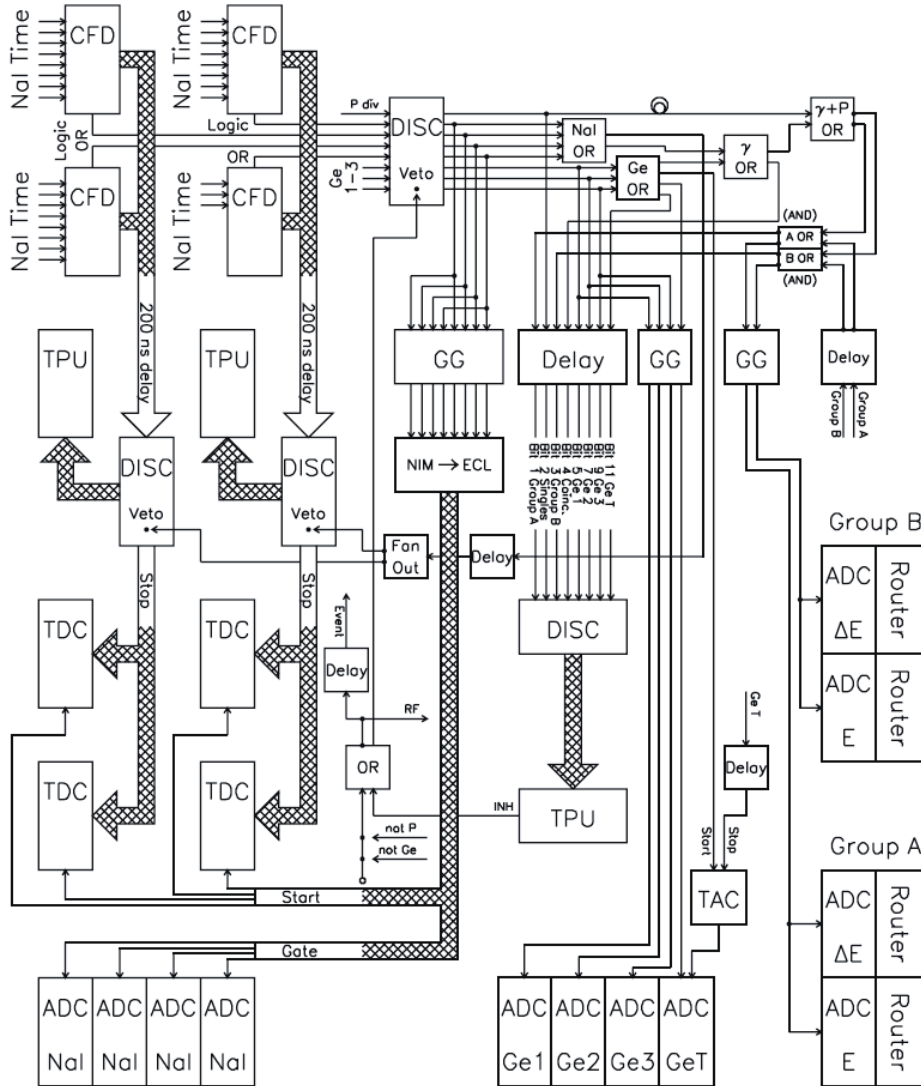 NaI Time
CFD
NaI Time
CFD
P div
DISC
Veto
γ+P
OR
Logic
OR
Logic
OR
NaI
OR
γ
OR
Ge
1-3
Ge
OR
NaI Time
CFD
NaI Time
CFD
(AND)
A OR
B OR
(AND)
200 ns delay
200 ns delay
TPU
TPU
GG
Delay
GG
GG
Delay
Group B
Group A
DISC
Veto
DISC
Veto
NIM → ECL
Bit 1 Group A
Bit 2 Singles
Bit 3 Group B
Bit 4 Coinc.
Bit 5 Ge 1
Bit 7 Ge 2
Bit 9 Ge 3
Bit 11 Ge T
Fan
Out
Delay
Group B
ADC
ΔE
Router
ADC
E
Router
Stop
Stop
TDC
TDC
Event
Delay
RF
DISC
OR
TDC
TDC
INH
TPU
not P
not Ge
Ge T
Delay
Start
Stop
TAC
Group A
ADC
ΔE
Router
ADC
E
Router
Start
Gate
ADC
NaI
ADC
NaI
ADC
NaI
ADC
NaI
ADC
Ge1
ADC
Ge2
ADC
Ge3
ADC
GeT